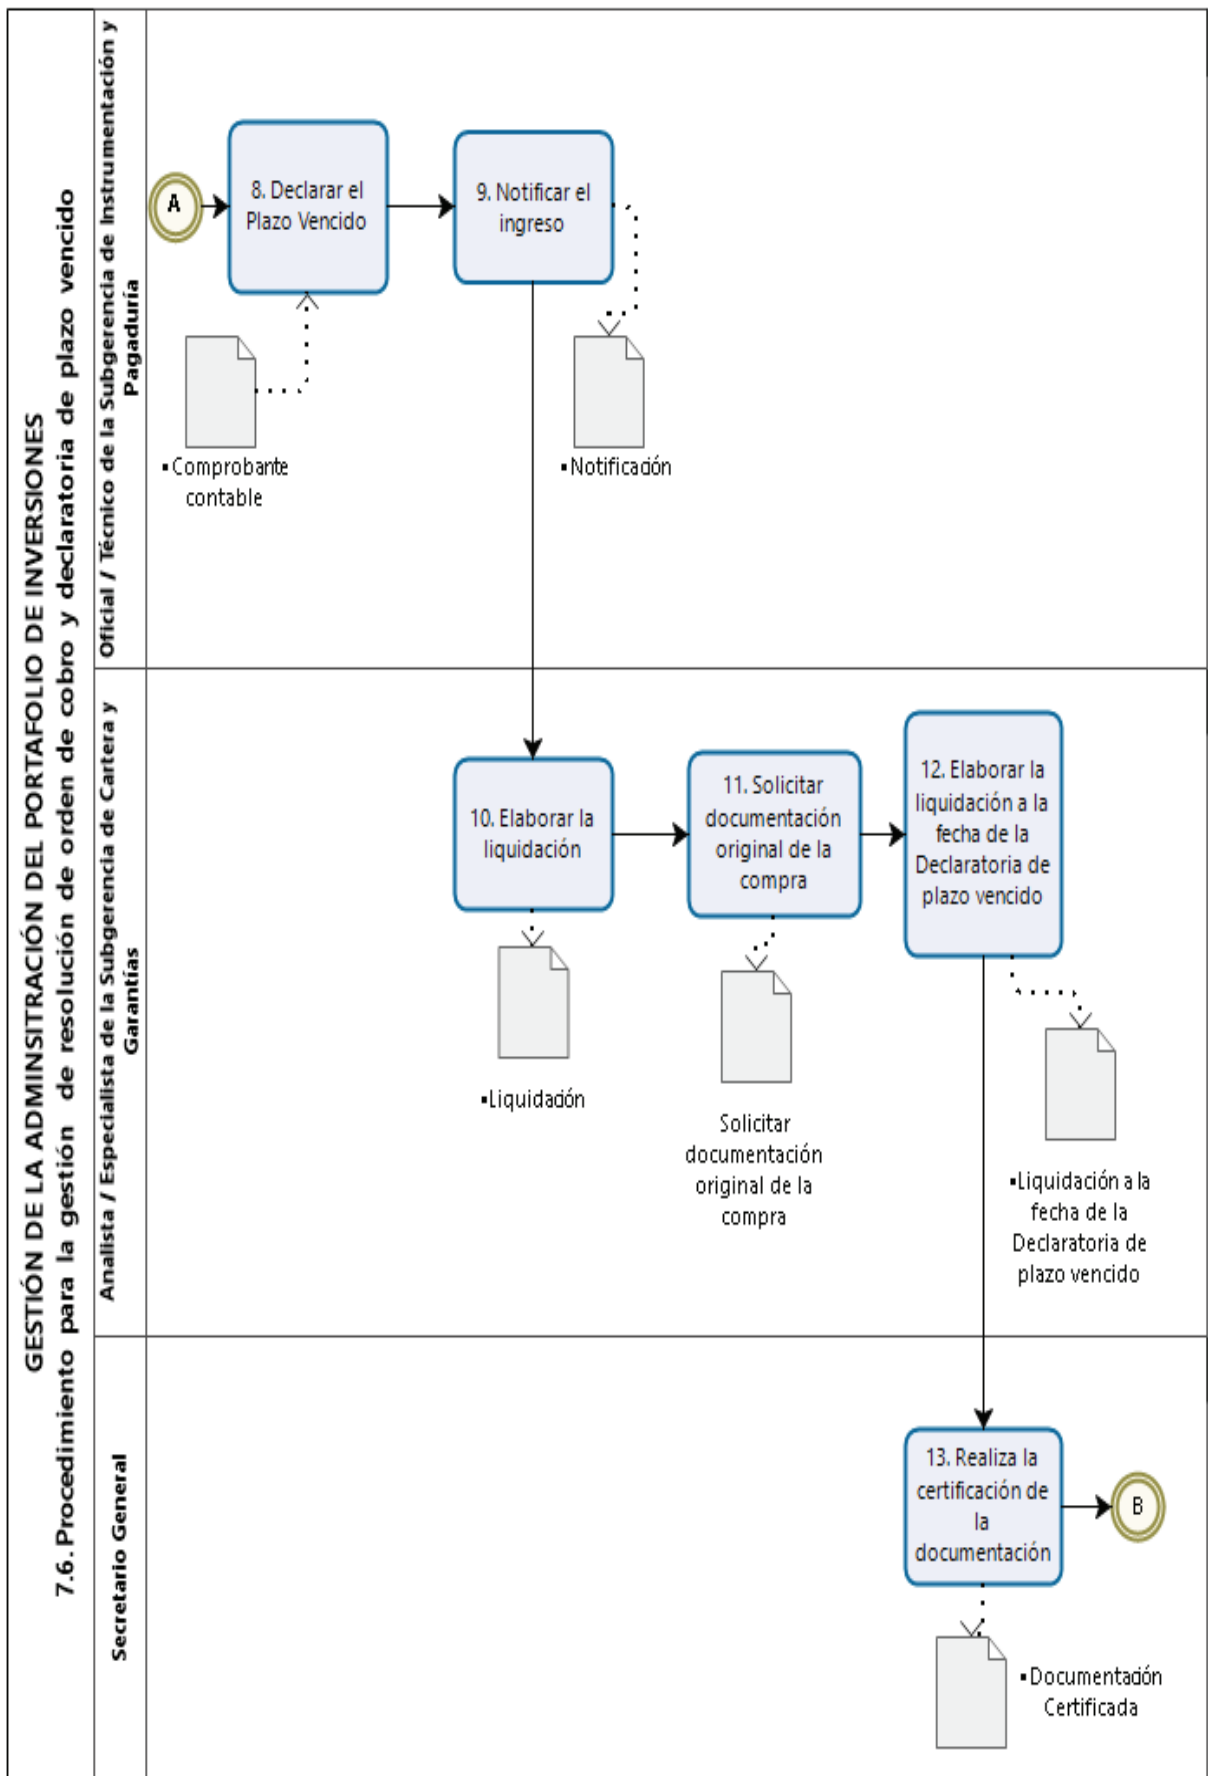 GESTIÓN DE LA ADMINSITRACIÓN DEL PORTAFOLIO DE INVERSIONES
7.6. Procedimiento para la gestión de resolución de orden de cobro y declaratoria de plazo vencido
Oficial / Técnico de la Subgerencia de Instrumentación y
Pagaduría
A
8. Declarar el
Plazo Vencido
9. Notificar el
ingreso
▪Comprobante
contable
▪Notificación
Analista / Especialista de la Subgerencia de Cartera y
Garantías
10. Elaborar la
liquidación
11. Solicitar
documentación
original de la
compra
12. Elaborar la
liquidación a la
fecha de la
Declaratoria de
plazo vencido
▪Liquidación
Solicitar
documentación
original de la
compra
▪Liquidación a la
fecha de la
Declaratoria de
plazo vencido
Secretario General
13. Realiza la
certificación de
la
documentación
B
▪Documentación
Certificada